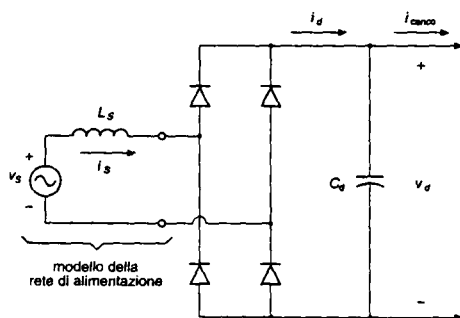 i_d
i_carico
L_s
+
i_s
+
v_s
−
C_d
v_d
−
modello della
rete di alimentazione